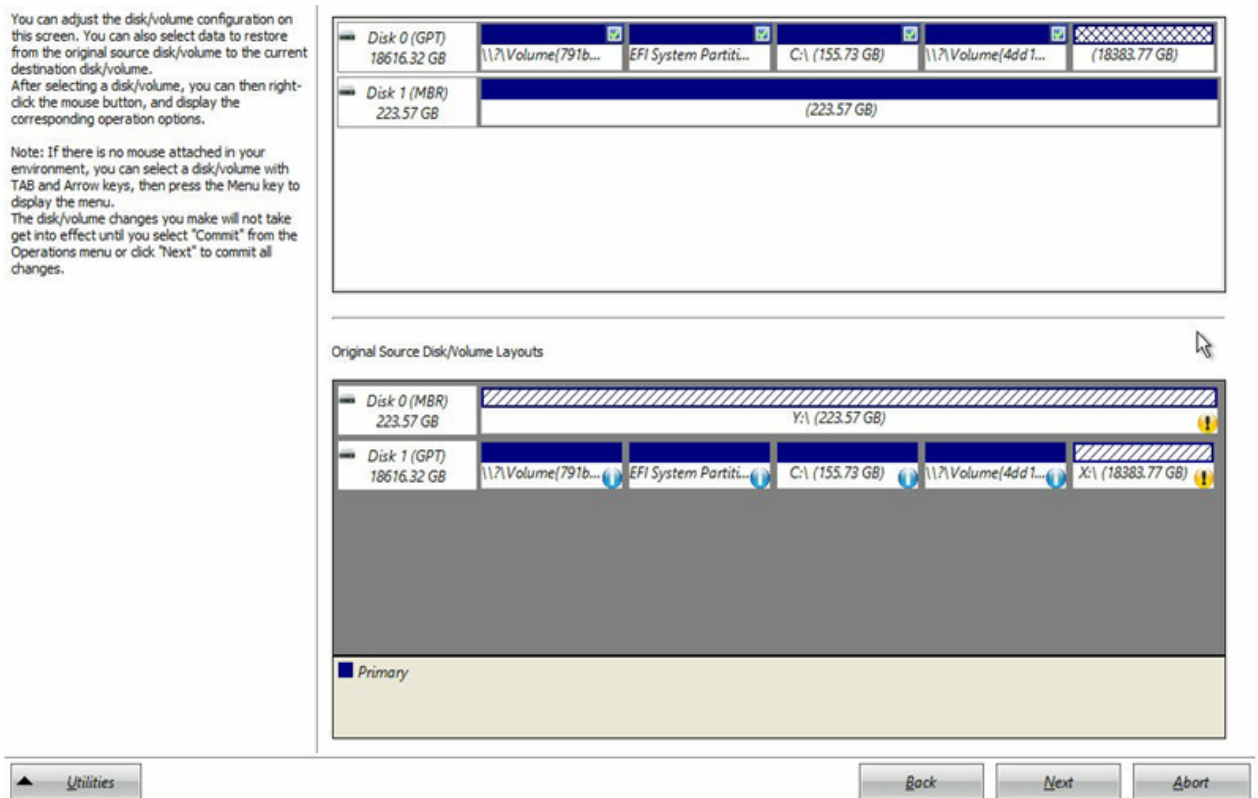 You can adjust the disk/volume configuration on
this screen. You can also select data to restore
from the original source disk/volume to the current
destination disk/volume.
After selecting a disk/volume, you can then right-
click the mouse button, and display the
corresponding operation options.
Note: If there is no mouse attached in your
environment, you can select a disk/volume with
TAB and Arrow keys, then press the Menu key to
display the menu.
The disk/volume changes you make will not take
get into effect until you select "Commit" from the
Operations menu or click "Next" to commit all
changes.
Disk 0 (GPT)
18616.32 GB
\\?\Volume{791b...
EFI System Partiti...
C:\ (155.73 GB)
\\?\Volume{4dd1...
(18383.77 GB)
Disk 1 (MBR)
223.57 GB
(223.57 GB)
Original Source Disk/Volume Layouts
Disk 0 (MBR)
223.57 GB
Y:\ (223.57 GB)
Disk 1 (GPT)
18616.32 GB
\\?\Volume{791b...
EFI System Partiti...
C:\ (155.73 GB)
\\?\Volume{4dd1...
X:\ (18383.77 GB)
Primary
Utilities
Back
Next
Abort